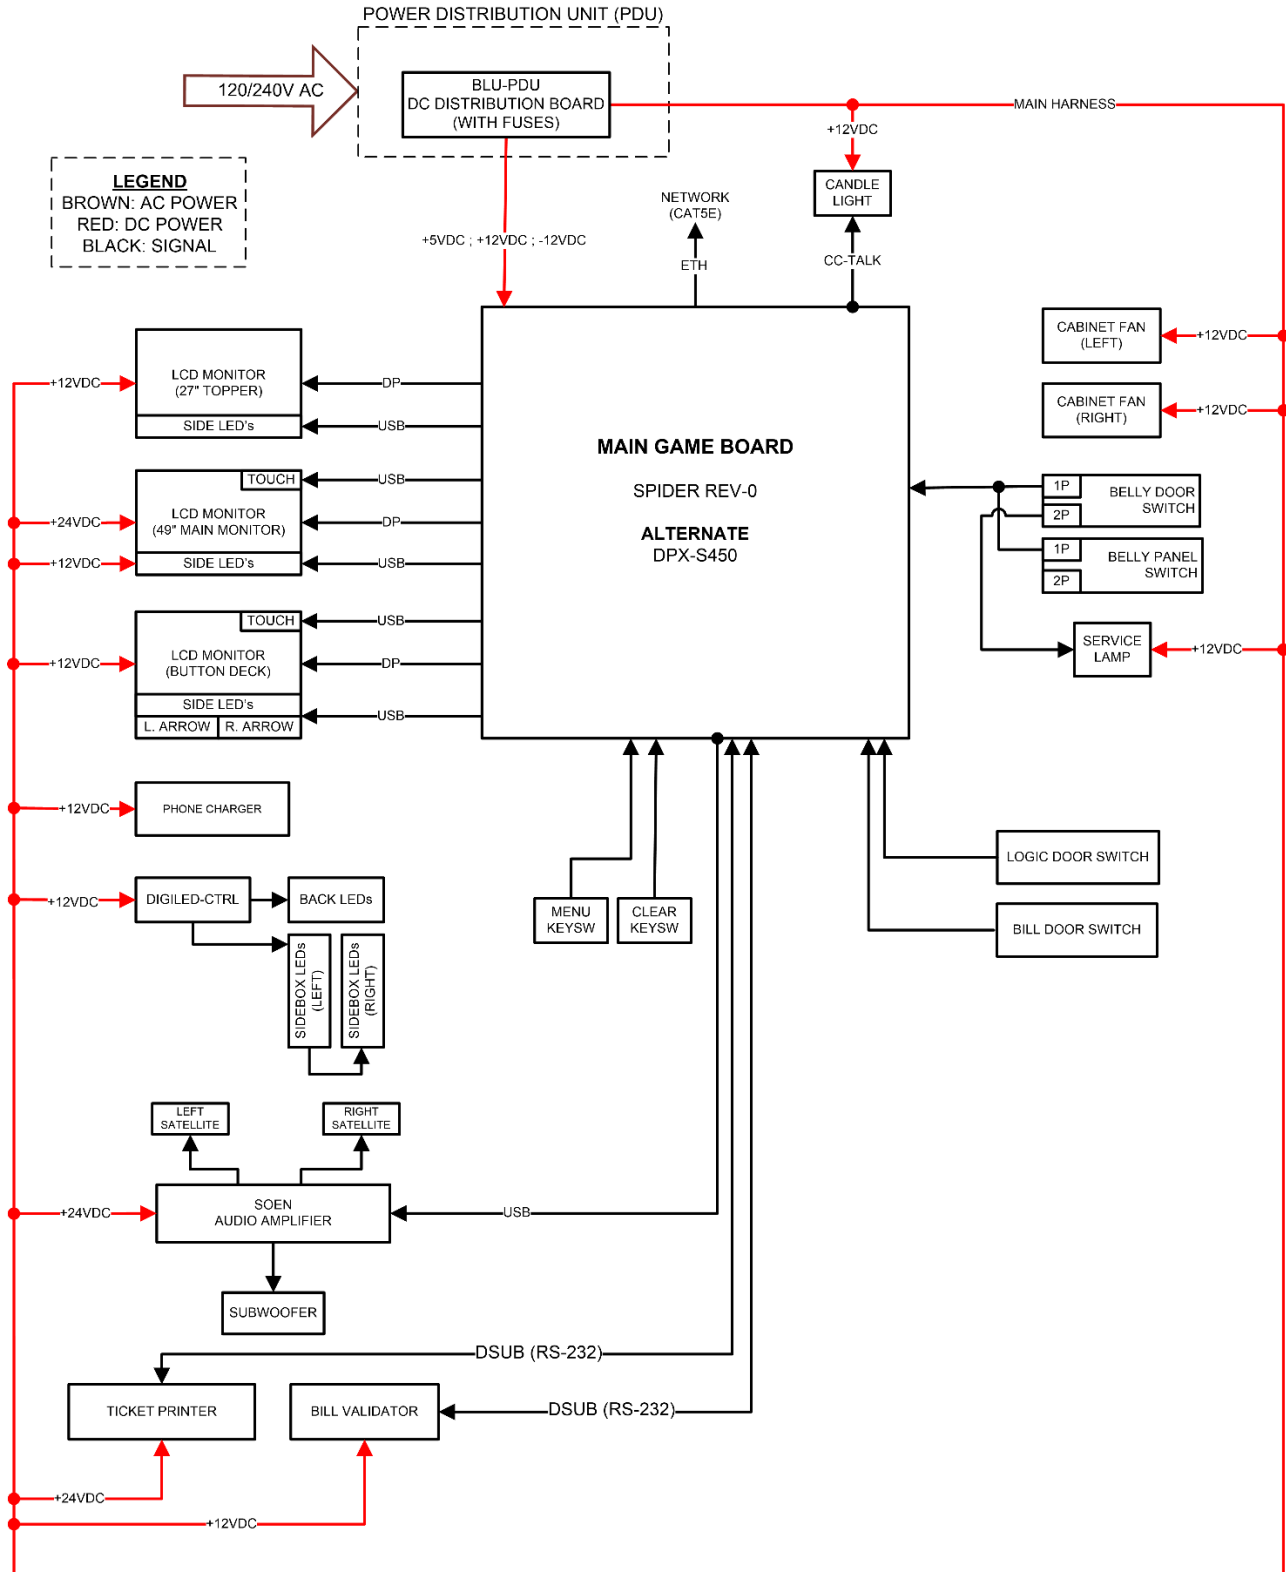 POWER DISTRIBUTION UNIT (PDU)
120/240V AC
BLU-PDU
DC DISTRIBUTION BOARD
(WITH FUSES)
MAIN HARNESS
+12VDC
LEGEND
BROWN: AC POWER
RED: DC POWER
BLACK: SIGNAL
CANDLE
LIGHT
NETWORK
(CAT5E)
+5VDC ; +12VDC ; -12VDC
ETH
CC-TALK
CABINET FAN
(LEFT)
+12VDC
+12VDC
LCD MONITOR
(27" TOPPER)
SIDE LED's
DP
USB
CABINET FAN
(RIGHT)
+12VDC
MAIN GAME BOARD
SPIDER REV-0
ALTERNATE
DPX-S450
TOUCH
USB
+24VDC
LCD MONITOR
(49" MAIN MONITOR)
DP
+12VDC
SIDE LED's
USB
1P
2P
BELLY DOOR
SWITCH
1P
2P
BELLY PANEL
SWITCH
SERVICE
LAMP
+12VDC
TOUCH
USB
+12VDC
LCD MONITOR
(BUTTON DECK)
DP
SIDE LED's
L. ARROW
R. ARROW
USB
+12VDC
PHONE CHARGER
LOGIC DOOR SWITCH
+12VDC
DIGILED-CTRL
BACK LEDs
MENU
KEYSW
CLEAR
KEYSW
BILL DOOR SWITCH
SIDEBOX LEDs
(LEFT)
SIDEBOX LEDs
(RIGHT)
LEFT
SATELLITE
RIGHT
SATELLITE
+24VDC
SOEN
AUDIO AMPLIFIER
USB
SUBWOOFER
DSUB (RS-232)
TICKET PRINTER
BILL VALIDATOR
DSUB (RS-232)
+24VDC
+12VDC